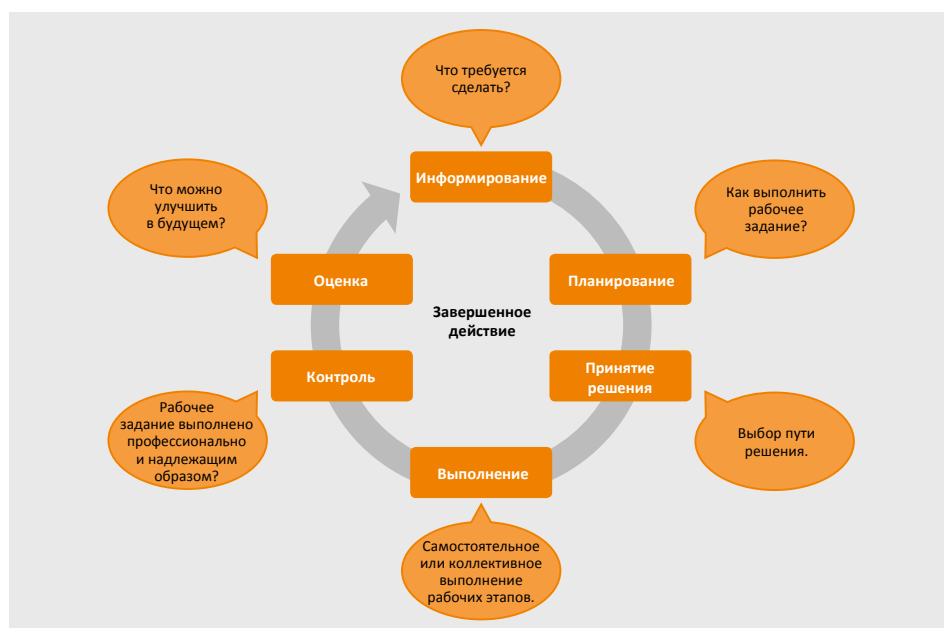 Что требуется
сделать?
Информирование
Как выполнить
рабочее
задание?
Планирование
Принятие
решения
Выбор пути
решения.
Выполнение
Самостоятельное
или коллективное
выполнение
рабочих этапов.
Контроль
Рабочее
задание выполнено
профессионально
и надлежащим
образом?
Оценка
Что можно
улучшить
в будущем?
Завершенное
действие